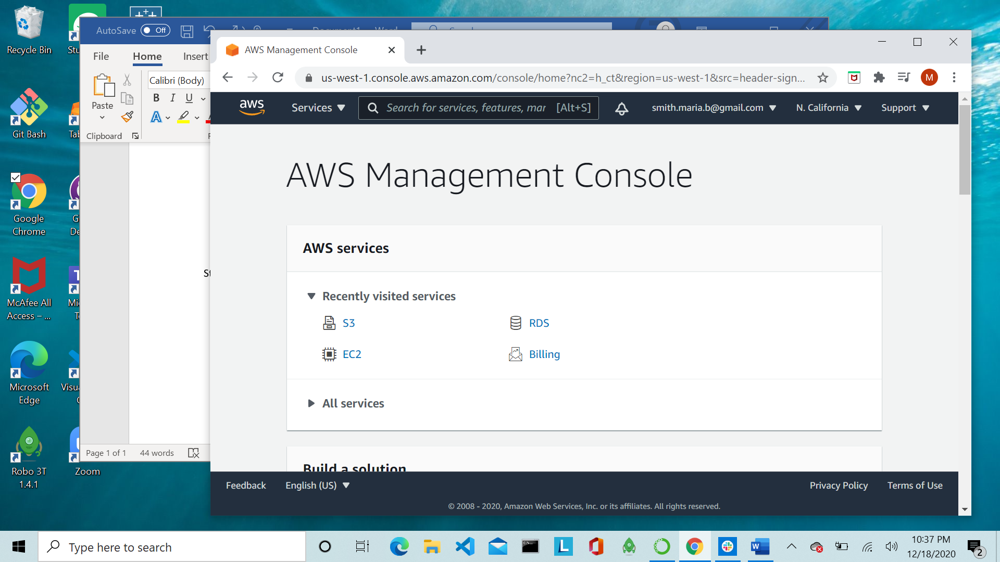 Recycle Bin
Git Bash
Google
Chrome
McAfee All
Access – ...
Microsoft
Edge
Robo 3T
1.4.1
Zoom
AutoSave Off
File Home Insert
Calibri (Body)
B I U
Paste
A
Clipboard
Page 1 of 1 44 words
AWS Management Console
us-west-1.console.aws.amazon.com/console/home?nc2=h_ct&region=us-west-1&src=header-sign...
M
aws Services Search for services, features, mar [Alt+S] smith.maria.b@gmail.com N. California Support
AWS Management Console
AWS services
Recently visited services
S3 RDS
EC2 Billing
All services
Build a solution
Feedback English (US) Privacy Policy Terms of Use
© 2008 - 2020, Amazon Web Services, Inc. or its affiliates. All rights reserved.
Type here to search
L
W
10:37 PM
12/18/2020
2